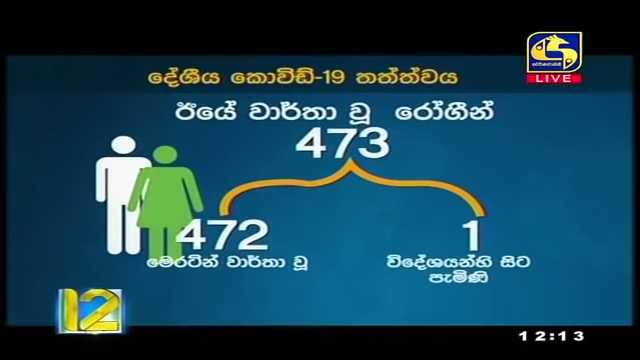 දේශීය කොවිඩ්-19 තත්ත්වය
LIVE
ඊයේ වාර්තා වූ රෝගීන්
473
472
1
මෙරටින් වාර්තා වූ
විදේශයන්හි සිට
පැමිණි
12
12:13